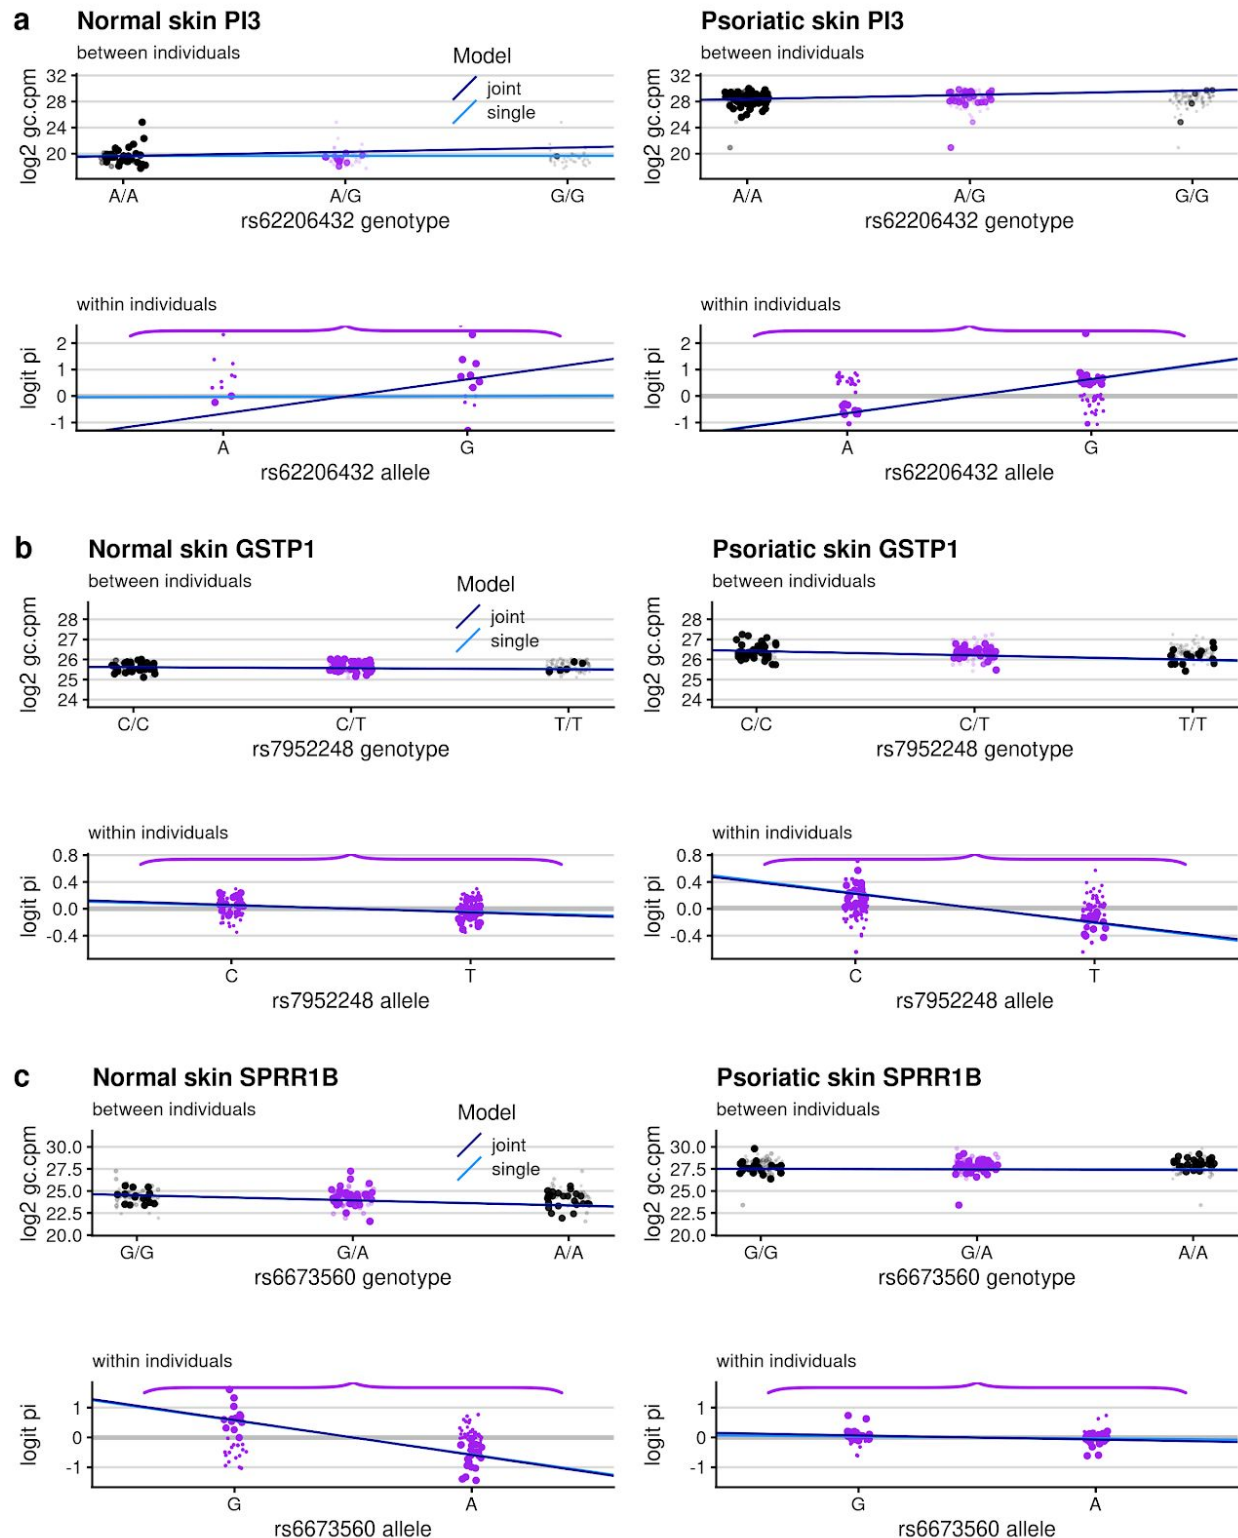 a
Normal skin PI3
between individuals
Model
joint
single
log2 gc.cpm
32
28
24
20
A/A
A/G
G/G
rs62206432 genotype
Psoriatic skin PI3
between individuals
log2 gc.cpm
32
28
24
20
A/A
A/G
G/G
rs62206432 genotype
within individuals
logit pi
2
1
0
-1
A
G
rs62206432 allele
within individuals
logit pi
2
1
0
-1
A
G
rs62206432 allele
b
Normal skin GSTP1
between individuals
Model
joint
single
log2 gc.cpm
28
27
26
25
24
C/C
C/T
T/T
rs7952248 genotype
Psoriatic skin GSTP1
between individuals
log2 gc.cpm
28
27
26
25
24
C/C
C/T
T/T
rs7952248 genotype
within individuals
logit pi
0.8
0.4
0.0
-0.4
C
T
rs7952248 allele
within individuals
logit pi
0.8
0.4
0.0
-0.4
C
T
rs7952248 allele
c
Normal skin SPRR1B
between individuals
Model
joint
single
log2 gc.cpm
30.0
27.5
25.0
22.5
20.0
G/G
G/A
A/A
rs6673560 genotype
Psoriatic skin SPRR1B
between individuals
log2 gc.cpm
30.0
27.5
25.0
22.5
20.0
G/G
G/A
A/A
rs6673560 genotype
within individuals
logit pi
1
0
-1
G
A
rs6673560 allele
within individuals
logit pi
1
0
-1
G
A
rs6673560 allele